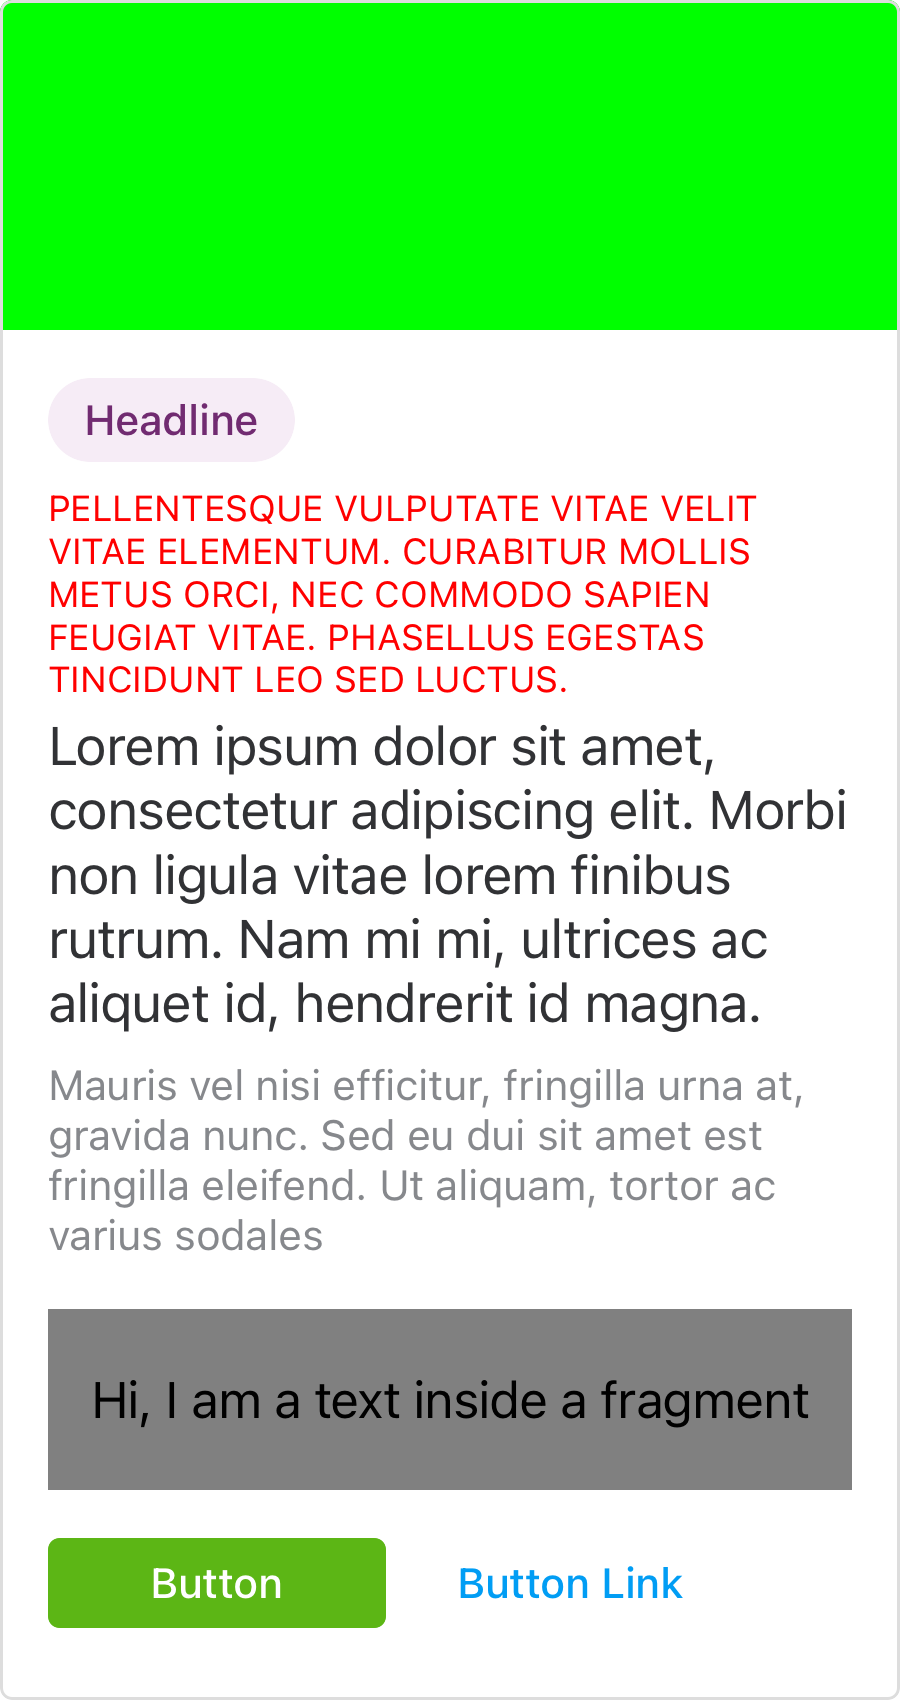 Headline
PELLENTESQUE VULPUTATE VITAE VELIT
VITAE ELEMENTUM. CURABITUR MOLLIS
METUS ORCI, NEC COMMODO SAPIEN
FEUGIAT VITAE. PHASELLUS EGESTAS
TINCIDUNT LEO SED LUCTUS.
Lorem ipsum dolor sit amet,
consectetur adipiscing elit. Morbi
non ligula vitae lorem finibus
rutrum. Nam mi mi, ultrices ac
aliquet id, hendrerit id magna.
Mauris vel nisi efficitur, fringilla urna at,
gravida nunc. Sed eu dui sit amet est
fringilla eleifend. Ut aliquam, tortor ac
varius sodales
Hi, I am a text inside a fragment
Button
Button Link